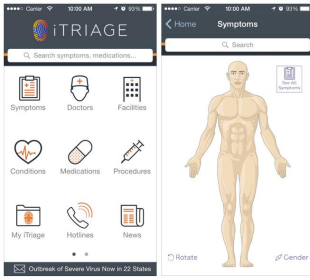 Carrier 10:00 AM 93%
iTRIAGE
Search symptoms, medications...
Symptoms Doctors Facilities
Conditions Medications Procedures
My iTriage Hotlines News
Outbreak of Severe Virus Now in 22 States
Carrier 10:00 AM 93%
Home Symptoms
Search
See All
Symptoms
Rotate Gender